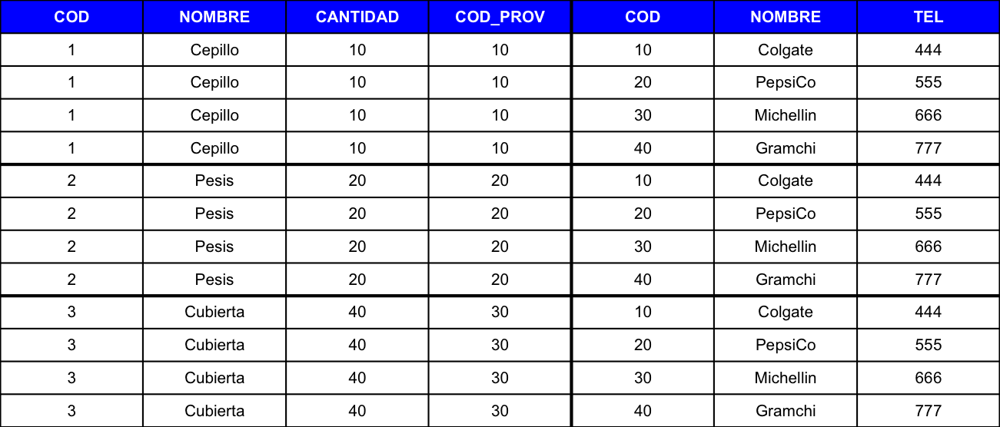 COD NOMBRE CANTIDAD COD_PROV COD NOMBRE TEL
1 Cepillo 10 10 10 Colgate 444
1 Cepillo 10 10 20 PepsiCo 555
1 Cepillo 10 10 30 Michellin 666
1 Cepillo 10 10 40 Gramchi 777
2 Pesis 20 20 10 Colgate 444
2 Pesis 20 20 20 PepsiCo 555
2 Pesis 20 20 30 Michellin 666
2 Pesis 20 20 40 Gramchi 777
3 Cubierta 40 30 10 Colgate 444
3 Cubierta 40 30 20 PepsiCo 555
3 Cubierta 40 30 30 Michellin 666
3 Cubierta 40 30 40 Gramchi 777